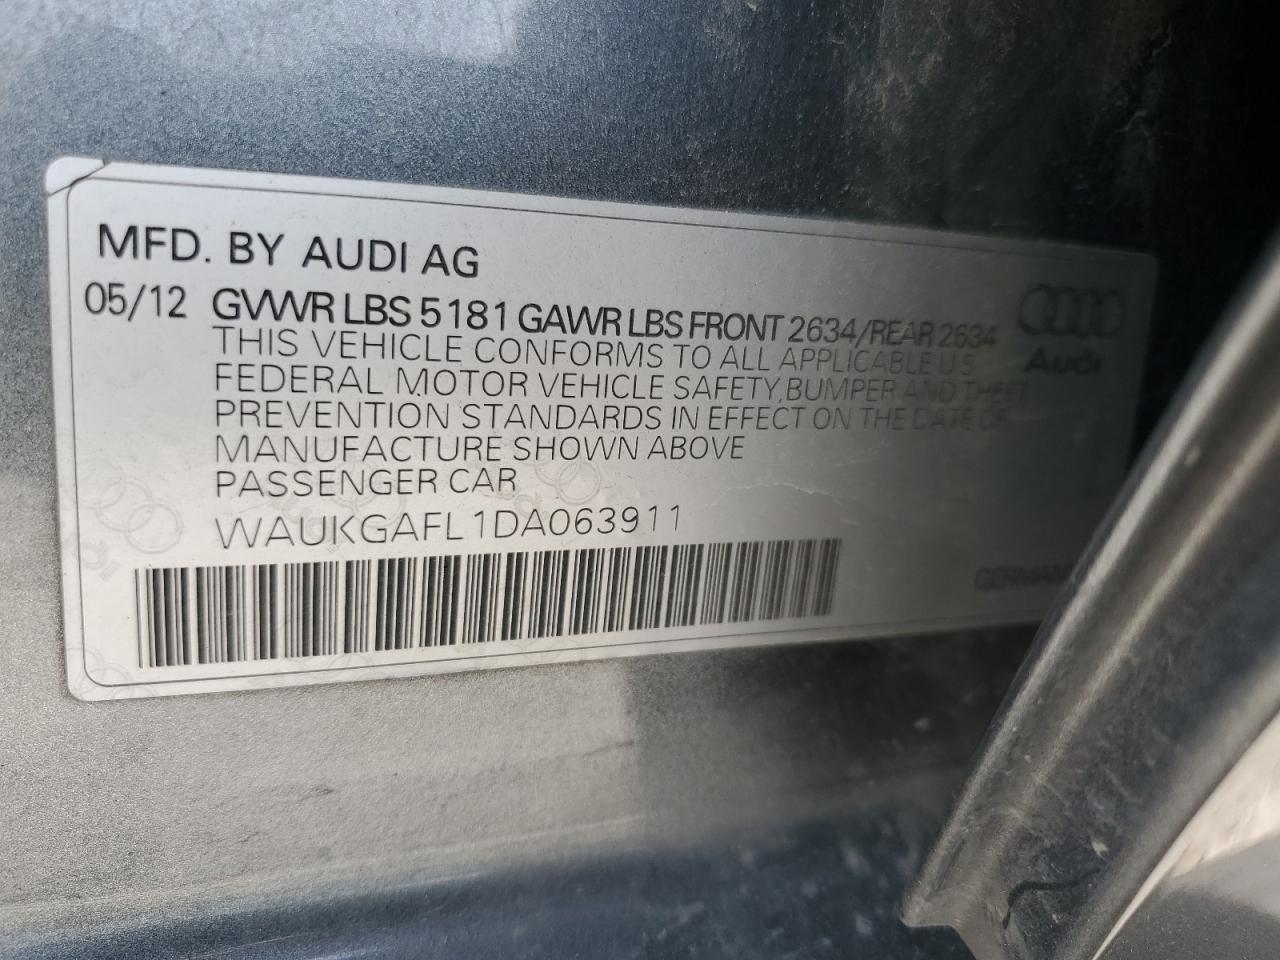 MFD. BY AUDI AG
05/12 GVWR LBS 5181 GAWR LBS FRONT 2634/REAR 2634
THIS VEHICLE CONFORMS TO ALL APPLICABLE U.S.
FEDERAL MOTOR VEHICLE SAFETY, BUMPER AND THEFT
PREVENTION STANDARDS IN EFFECT ON THE DATE OF
MANUFACTURE SHOWN ABOVE
PASSENGER CAR
WAUKGAFL1DA063911
Audi